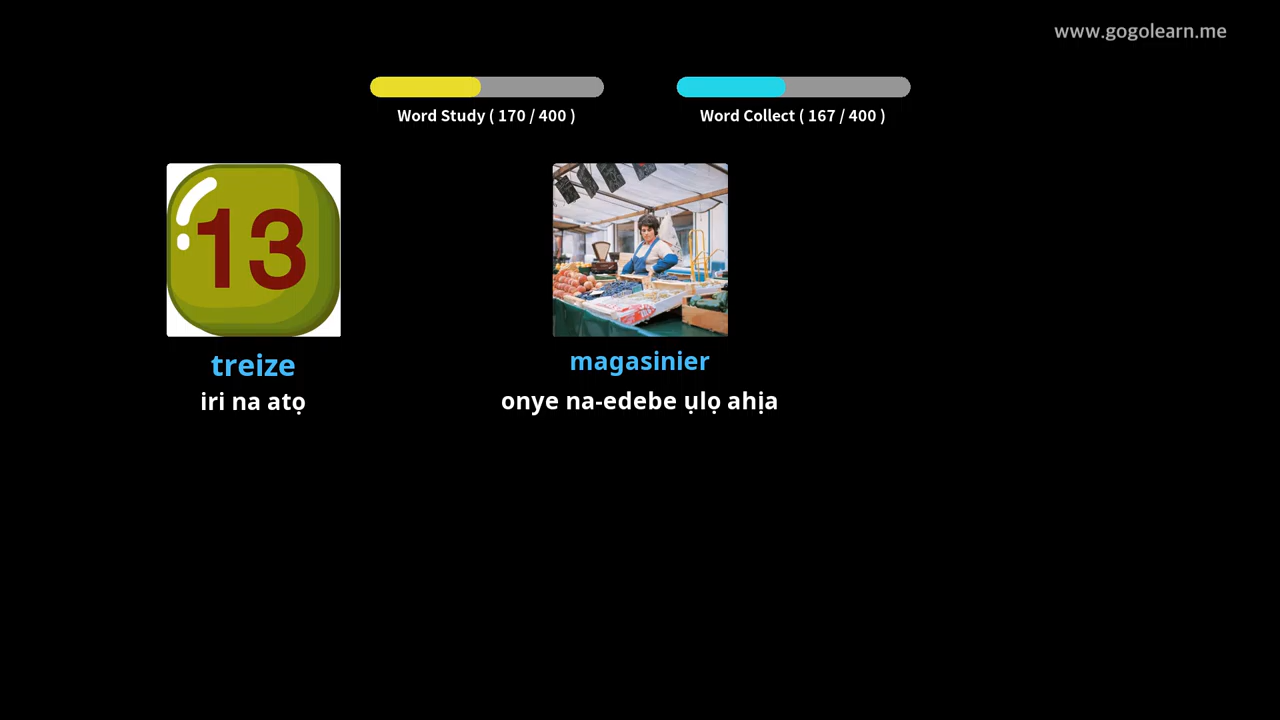 www.gogolearn.me
Word Study ( 170 / 400 )
Word Collect ( 167 / 400 )
13
treize
magasinier
iri na atọ
onye na-edebe ụlọ ahịa